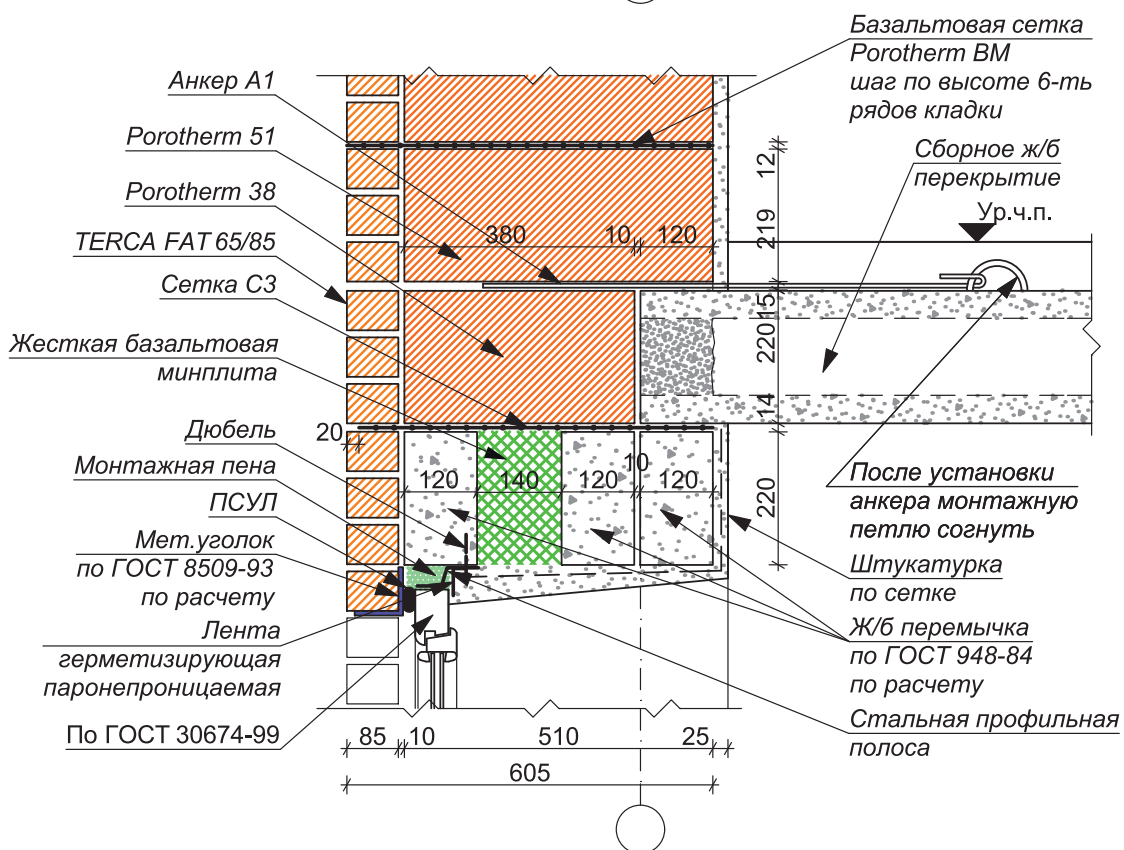 Базальтовая сетка
Porotherm BM
шаг по высоте 6-ть
рядов кладки
Анкер А1
Porotherm 51
Porotherm 38
TERCA FAT 65/85
Сетка С3
Жесткая базальтовая
минплита
Дюбель
Монтажная пена
ПСУЛ
Мет.уголок
по ГОСТ 8509-93
по расчету
Лента
герметизирующая
паронепроницаемая
По ГОСТ 30674-99
Сборное ж/б
перекрытие
Ур.ч.п.
После установки
анкера монтажную
петлю согнуть
Штукатурка
по сетке
Ж/б перемычка
по ГОСТ 948-84
по расчету
Стальная профильная
полоса
12
219
15
220
14
220
380 10 120
20
10
120 140 120 120
85 10 510 25
605